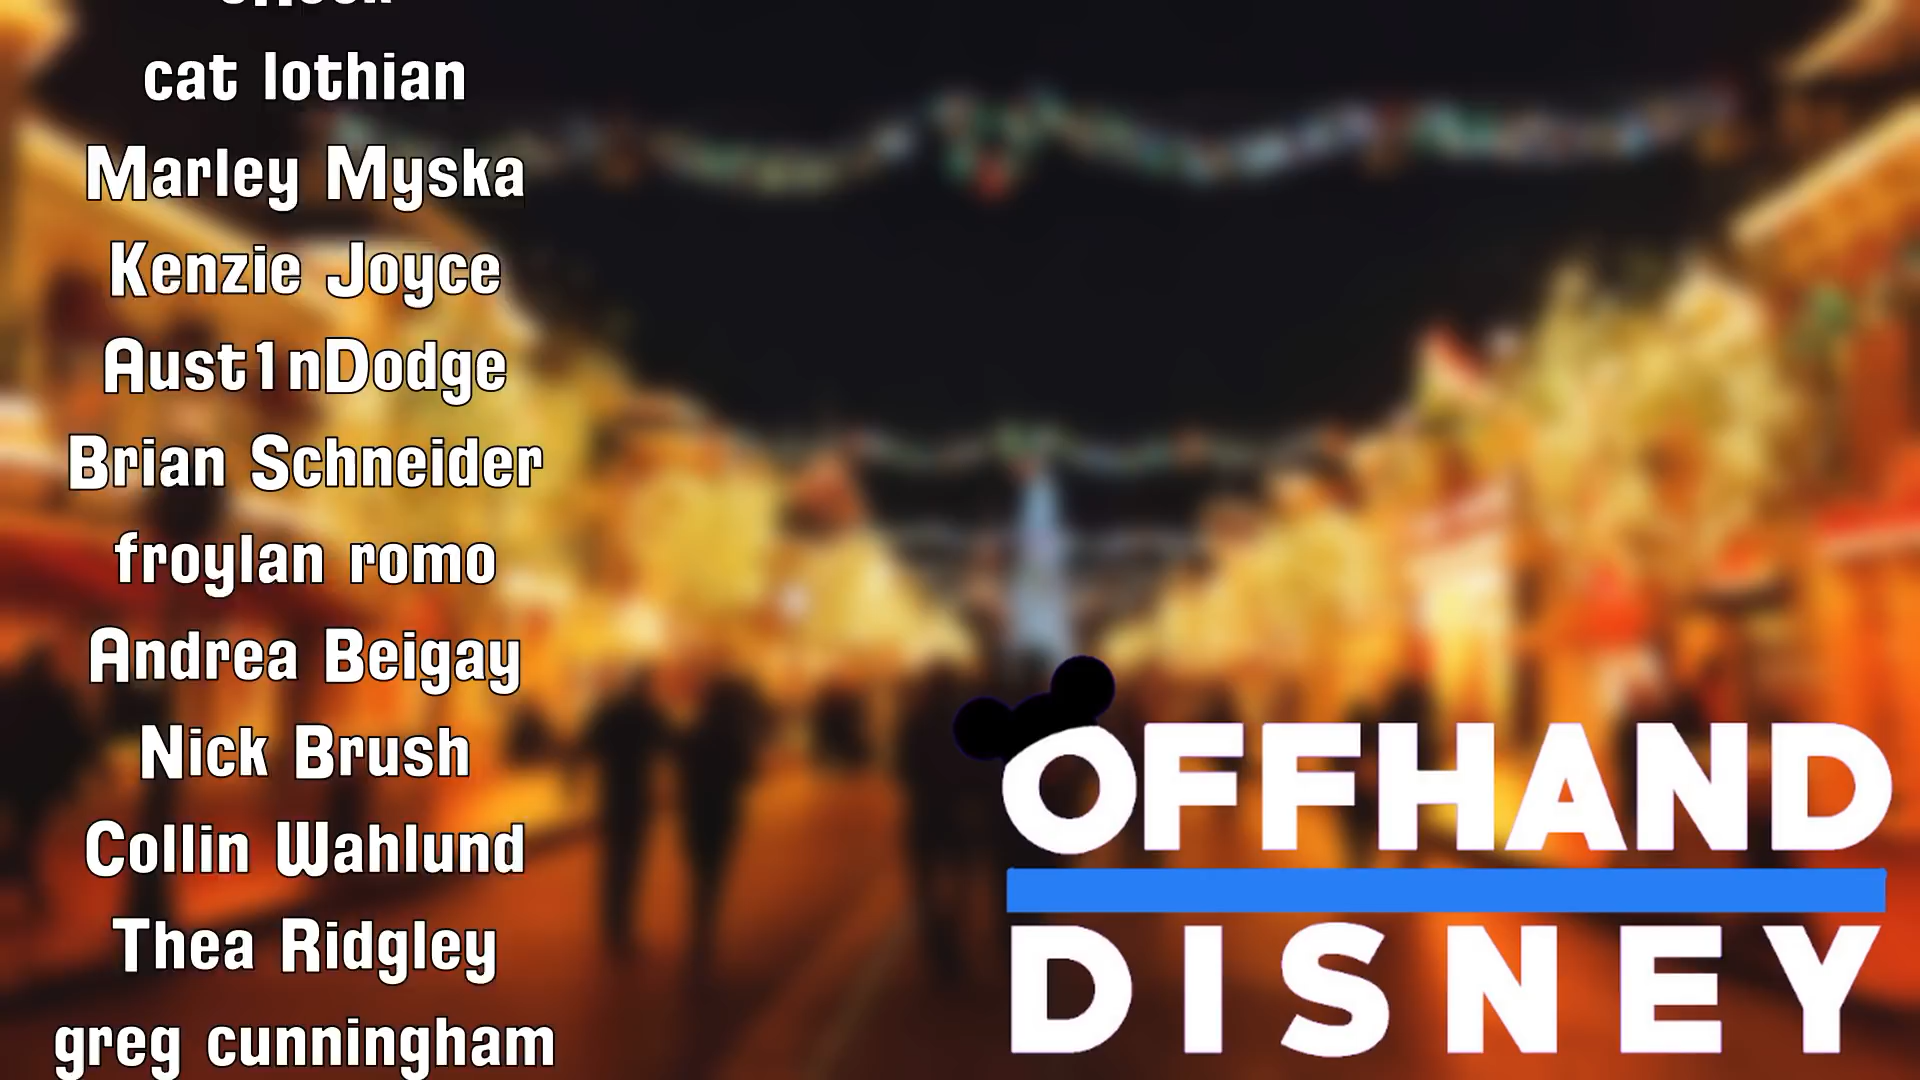 cat lothian
Marley Myska
Kenzie Joyce
Aust1nDodge
Brian Schneider
froylan romo
Andrea Beigay
Nick Brush
Collin Wahlund
Thea Ridgley
greg cunningham
OFFHAND
DISNEY